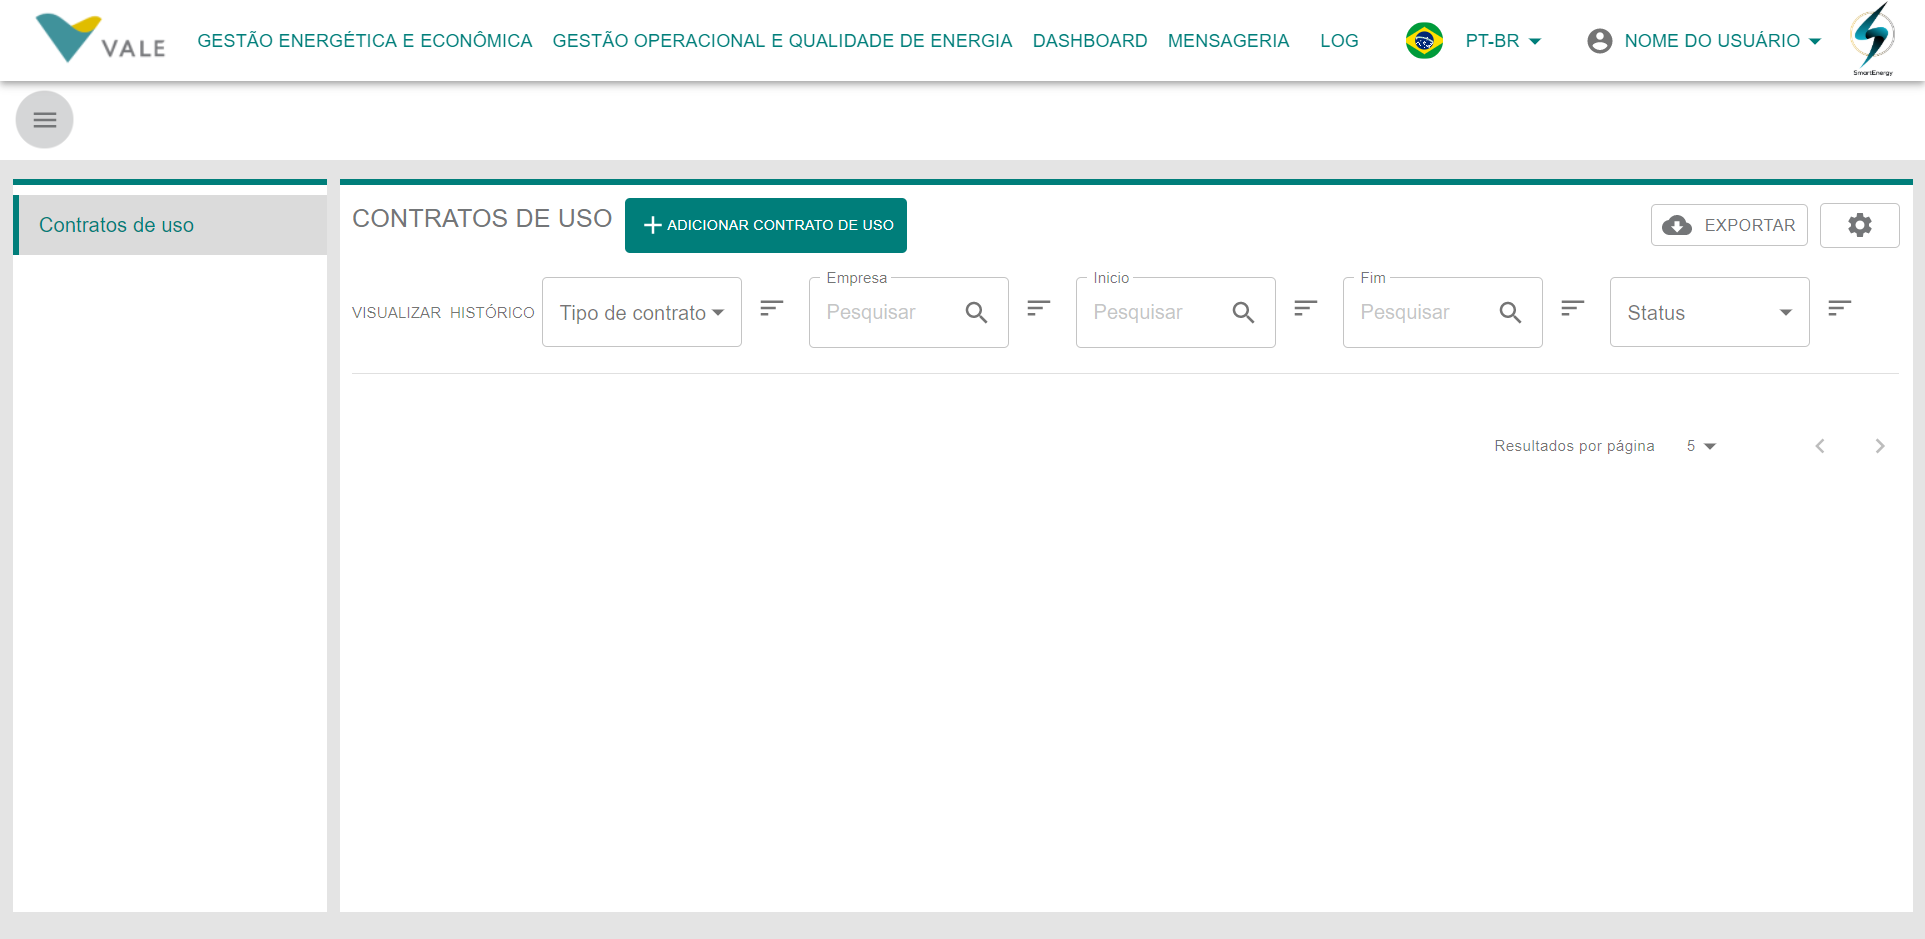 VALE
GESTÃO ENERGÉTICA E ECONÔMICA
GESTÃO OPERACIONAL E QUALIDADE DE ENERGIA
DASHBOARD
MENSAGERIA
LOG
PT-BR
NOME DO USUÁRIO
SmartEnergy
Contratos de uso
CONTRATOS DE USO
ADICIONAR CONTRATO DE USO
EXPORTAR
VISUALIZAR HISTÓRICO
Tipo de contrato
Empresa
Pesquisar
Inicio
Pesquisar
Fim
Pesquisar
Status
Resultados por página 5